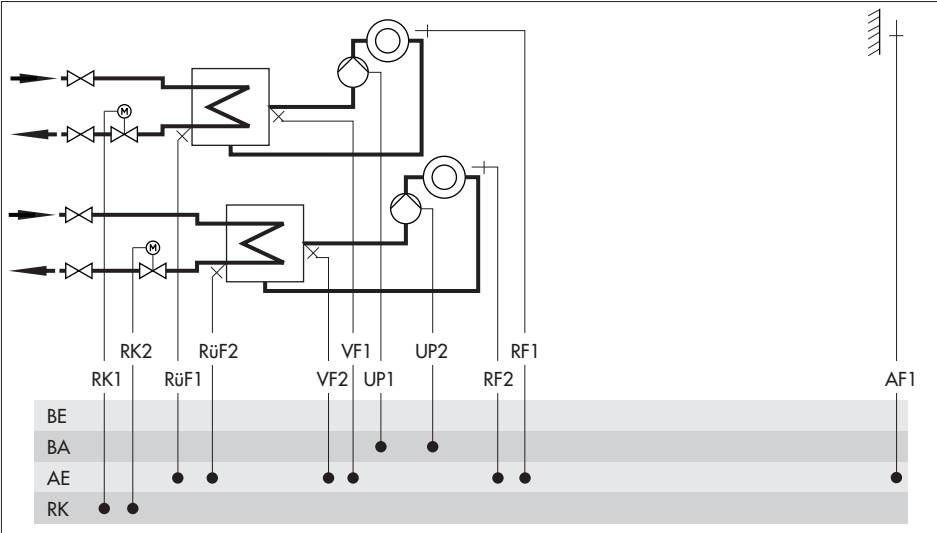 M
M
RK2 RüF2 VF1 UP2 RF1
RK1 RüF1 VF2 UP1 RF2 AF1
BE
BA
AE
RK